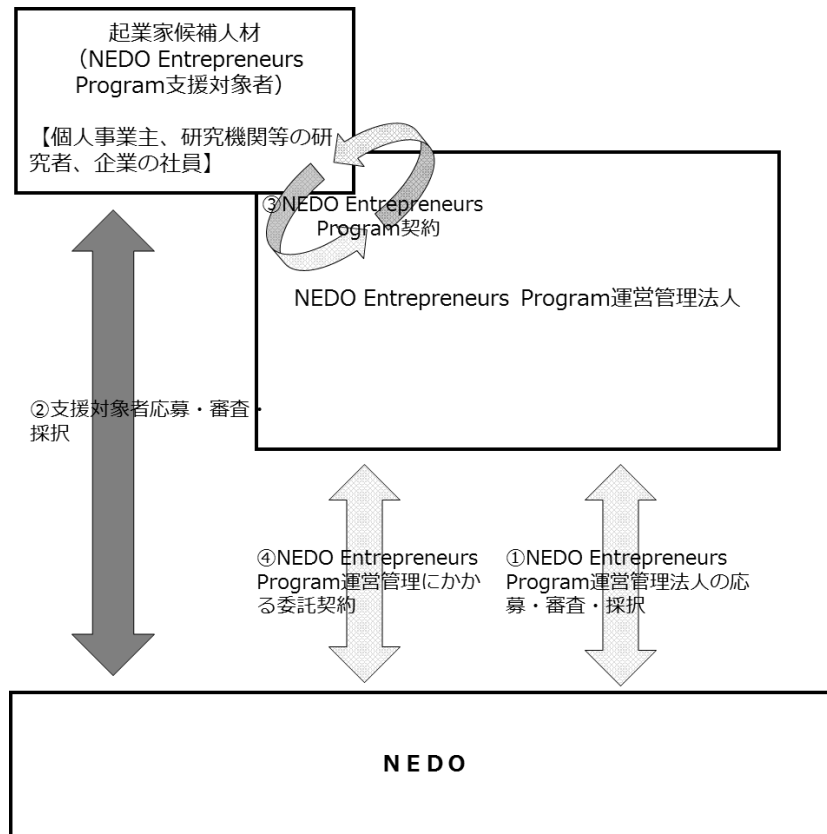 起業家候補人材
（NEDO Entrepreneurs
Program支援対象者）
【個人事業主、研究機関等の研
究者、企業の社員】
③NEDO Entrepreneurs
Program契約
NEDO Entrepreneurs Program運営管理法人
②支援対象者応募・審査・
採択
④NEDO Entrepreneurs
Program運営管理にかか
る委託契約
①NEDO Entrepreneurs
Program運営管理法人の応
募・審査・採択
NEDO